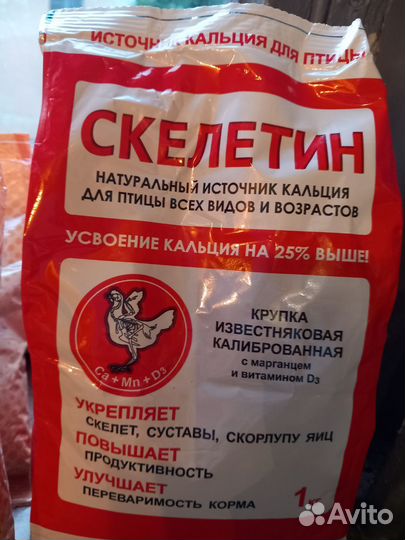 ИСТОЧНИК КАЛЬЦИЯ ДЛЯ ПТИЦЫ
СКЕЛЕТИН
НАТУРАЛЬНЫЙ ИСТОЧНИК КАЛЬЦИЯ
ДЛЯ ПТИЦЫ ВСЕХ ВИДОВ И ВОЗРАСТОВ
УСВОЕНИЕ КАЛЬЦИЯ НА 25% ВЫШЕ!
Ca + Mn + D3
КРУПКА
ИЗВЕСТНЯКОВАЯ
КАЛИБРОВАННАЯ
с марганцем
и витамином D3
УКРЕПЛЯЕТ
СКЕЛЕТ, СУСТАВЫ, СКОРЛУПУ ЯИЦ
ПОВЫШАЕТ
ПРОДУКТИВНОСТЬ
УЛУЧШАЕТ
ПЕРЕВАРИМОСТЬ КОРМА
1 кг
Avito